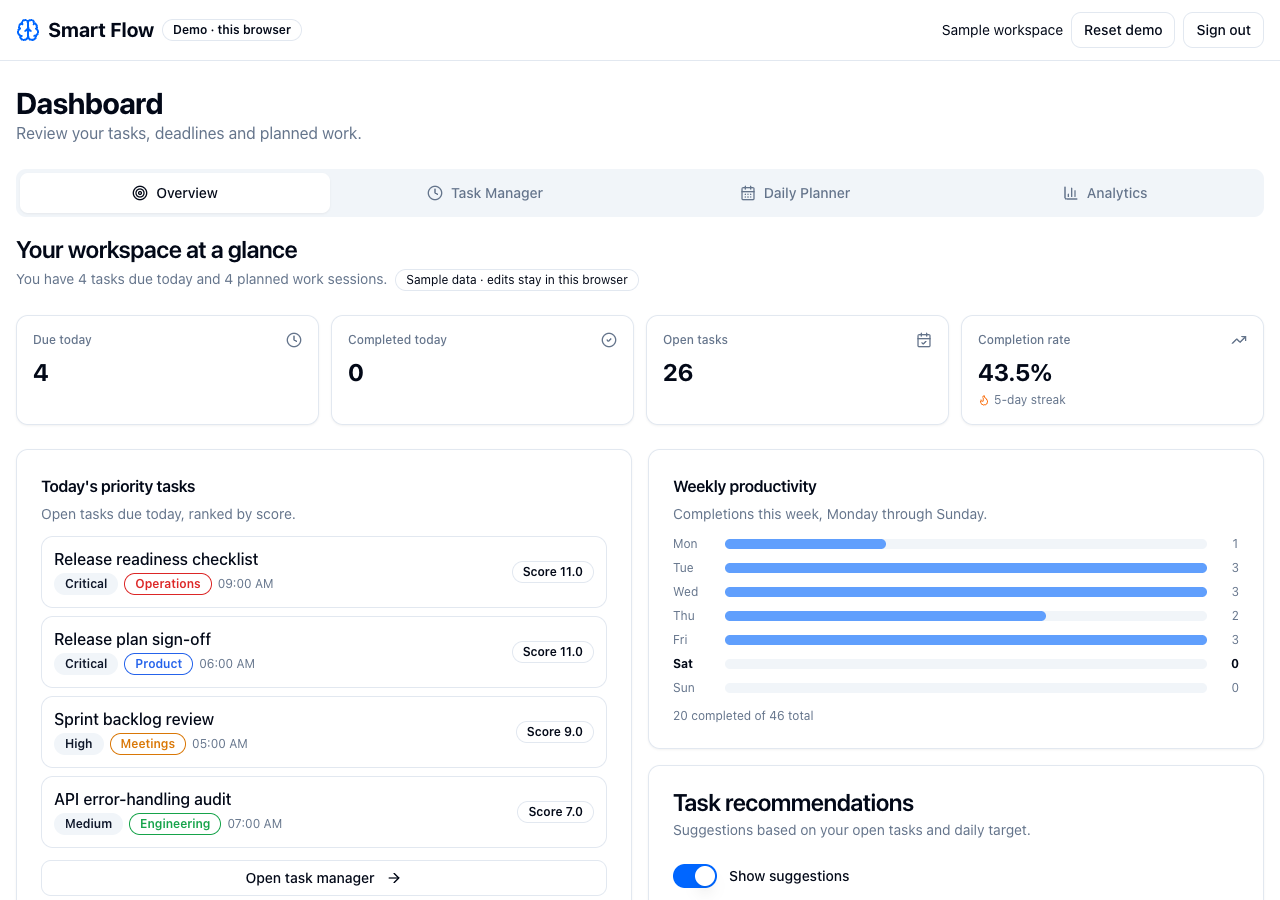 Smart Flow
Demo · this browser
Sample workspace
Reset demo
Sign out
Dashboard
Review your tasks, deadlines and planned work.
Overview
Task Manager
Daily Planner
Analytics
Your workspace at a glance
You have 4 tasks due today and 4 planned work sessions.
Sample data · edits stay in this browser
Due today
4
Completed today
0
Open tasks
26
Completion rate
43.5%
5-day streak
Today's priority tasks
Open tasks due today, ranked by score.
Release readiness checklist
Critical Operations 09:00 AM
Score 11.0
Release plan sign-off
Critical Product 06:00 AM
Score 11.0
Sprint backlog review
High Meetings 05:00 AM
Score 9.0
API error-handling audit
Medium Engineering 07:00 AM
Score 7.0
Open task manager
Weekly productivity
Completions this week, Monday through Sunday.
Mon 1
Tue 3
Wed 3
Thu 2
Fri 3
Sat 0
Sun 0
20 completed of 46 total
Task recommendations
Suggestions based on your open tasks and daily target.
Show suggestions